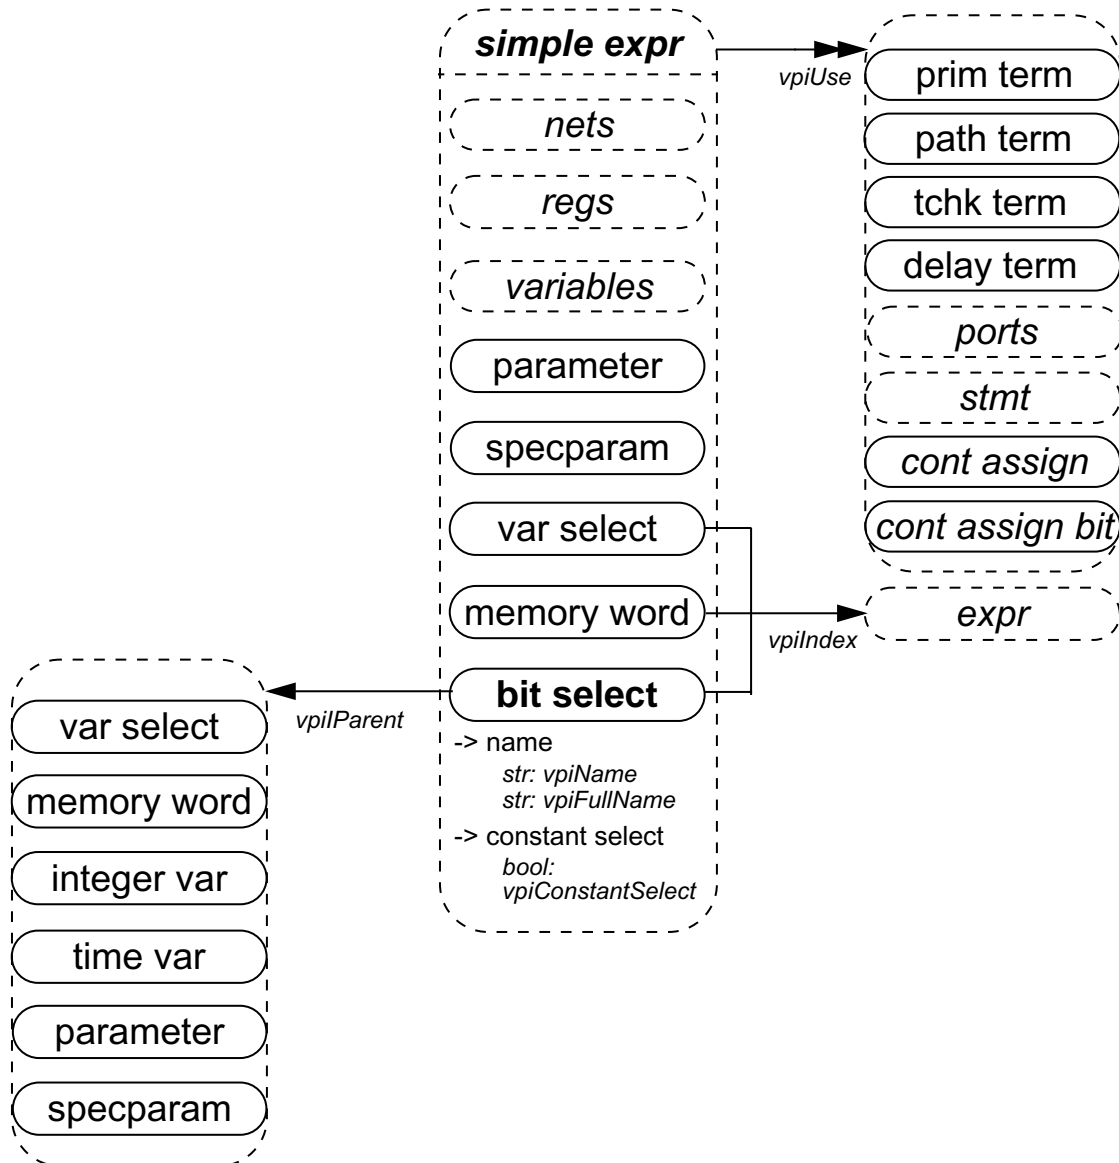 simple expr
nets
regs
variables
parameter
specparam
var select
memory word
bit select
-> name
str: vpiName
str: vpiFullName
-> constant select
bool:
vpiConstantSelect
vpiUse
prim term
path term
tchk term
delay term
ports
stmt
cont assign
cont assign bit
vpiIndex
expr
vpiIParent
var select
memory word
integer var
time var
parameter
specparam